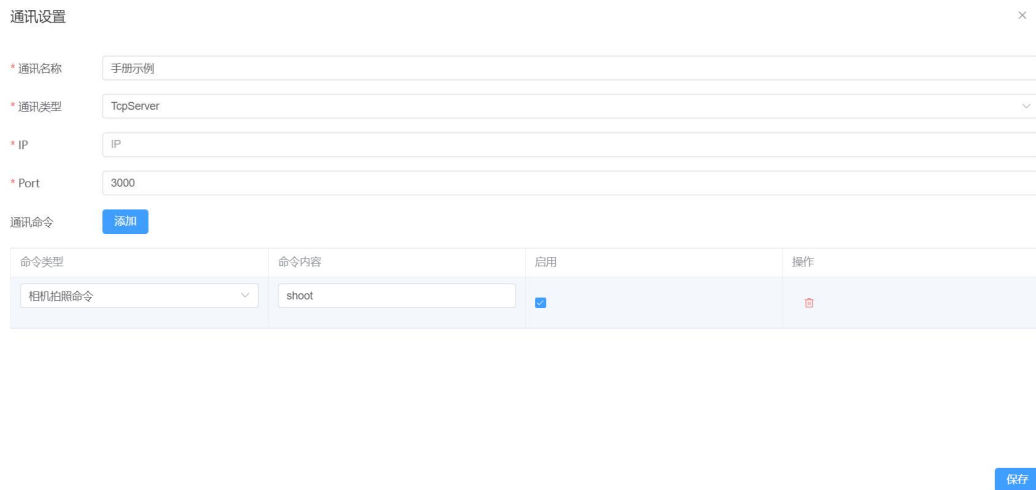 通讯设置
* 通讯名称 手册示例
* 通讯类型 TcpServer
* IP IP
* Port 3000
通讯命令 添加
命令类型 命令内容 启用 操作
相机拍照命令 shoot
保存